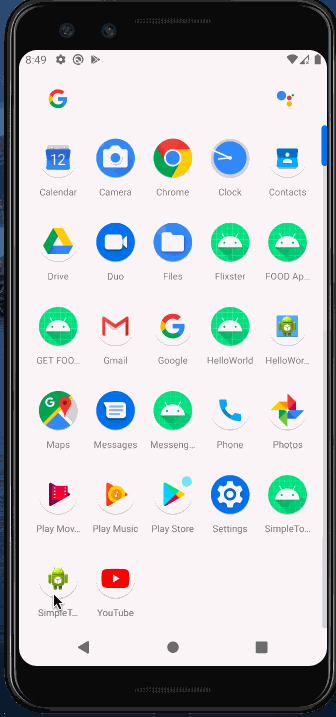 8:49
G
12
Calendar Camera Chrome Clock Contacts
Drive Duo Files Flixster FOOD Ap...
GET FOO... Gmail Google HelloWorld HelloWor...
Maps Messages Messeng... Phone Photos
Play Mov... Play Music Play Store Settings SimpleTo...
SimpleT... YouTube